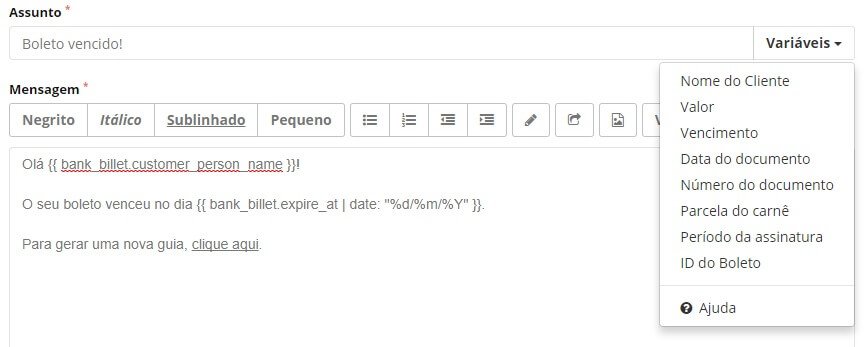 Assunto *
Boleto vencido!
Variáveis
Nome do Cliente
Valor
Vencimento
Data do documento
Número do documento
Parcela do carnê
Período da assinatura
ID do Boleto
Ajuda
Mensagem *
Negrito Itálico Sublinhado Pequeno
Olá {{ bank_billet.customer_person_name }}!
O seu boleto venceu no dia {{ bank_billet.expire_at | date: "%d/%m/%Y" }}.
Para gerar uma nova guia, clique aqui.